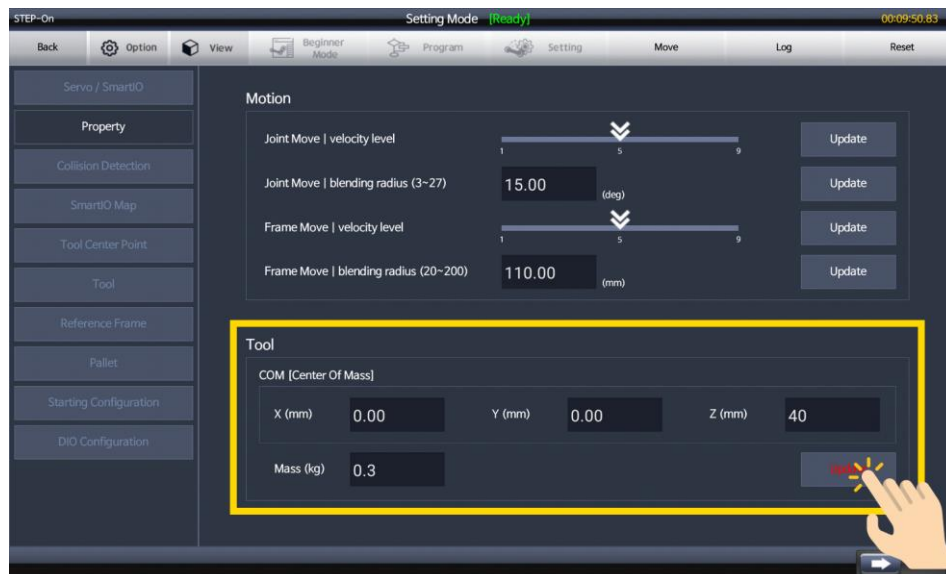 STEP-On Setting Mode [Ready] 00:09:50.83
Back Option View Beginner Mode Program Setting Move Log Reset
Servo / SmartIO
Property
Collision Detection
SmartIO Map
Tool Center Point
Tool
Reference Frame
Pallet
Starting Configuration
DIO Configuration
Motion
Joint Move | velocity level 1 5 9 Update
Joint Move | blending radius (3~27) 15.00 (deg) Update
Frame Move | velocity level 1 5 9 Update
Frame Move | blending radius (20~200) 110.00 (mm) Update
Tool
COM [Center Of Mass]
X (mm) 0.00 Y (mm) 0.00 Z (mm) 40
Mass (kg) 0.3